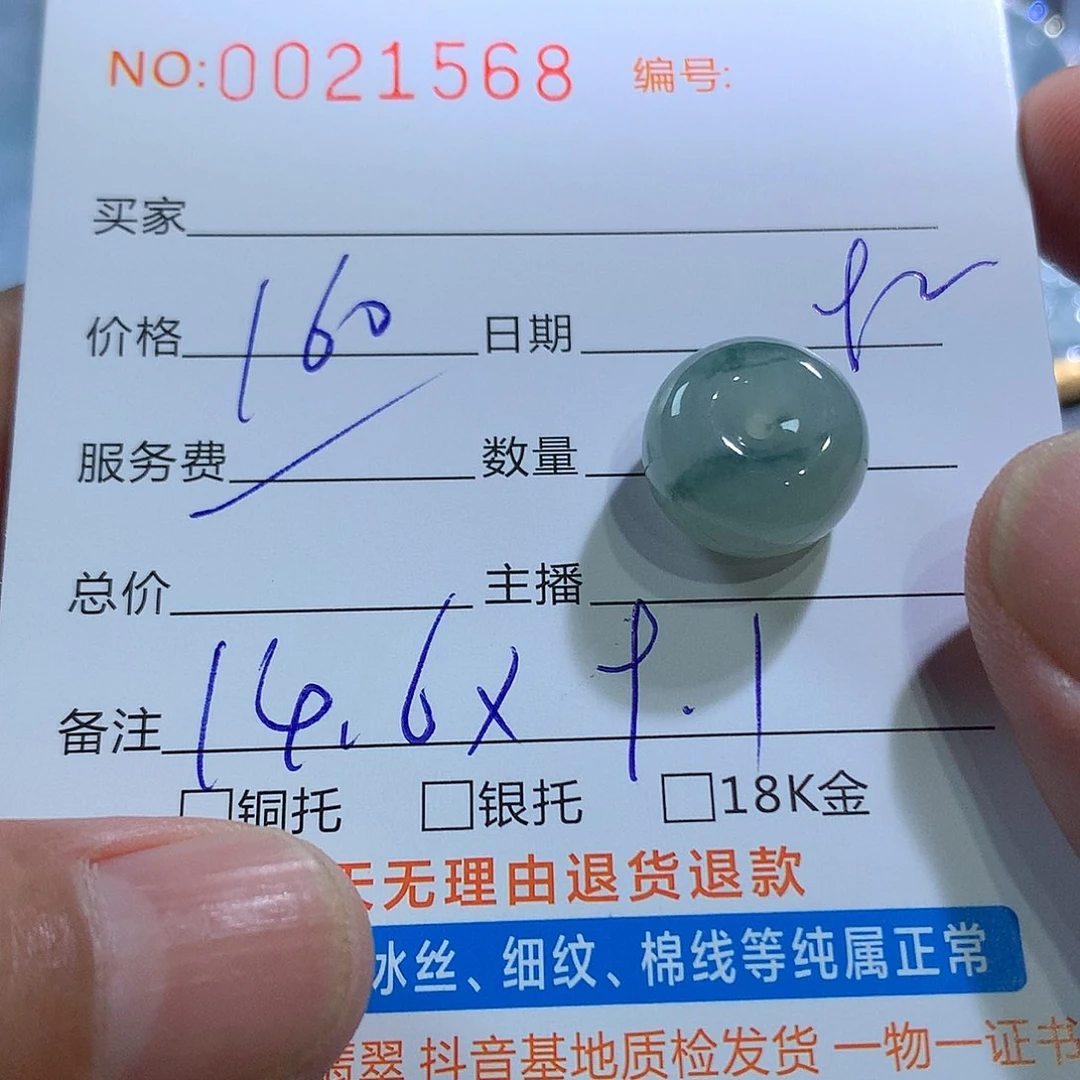 NO:0021568 编号:
买家
价格 160 日期
服务费 数量
总价 主播
备注 14.6x9.1
铜托 银托 18K金
天无理由退货退款
水丝、细纹、棉线等纯属正常
翡翠 抖音基地质检发货 一物一证书